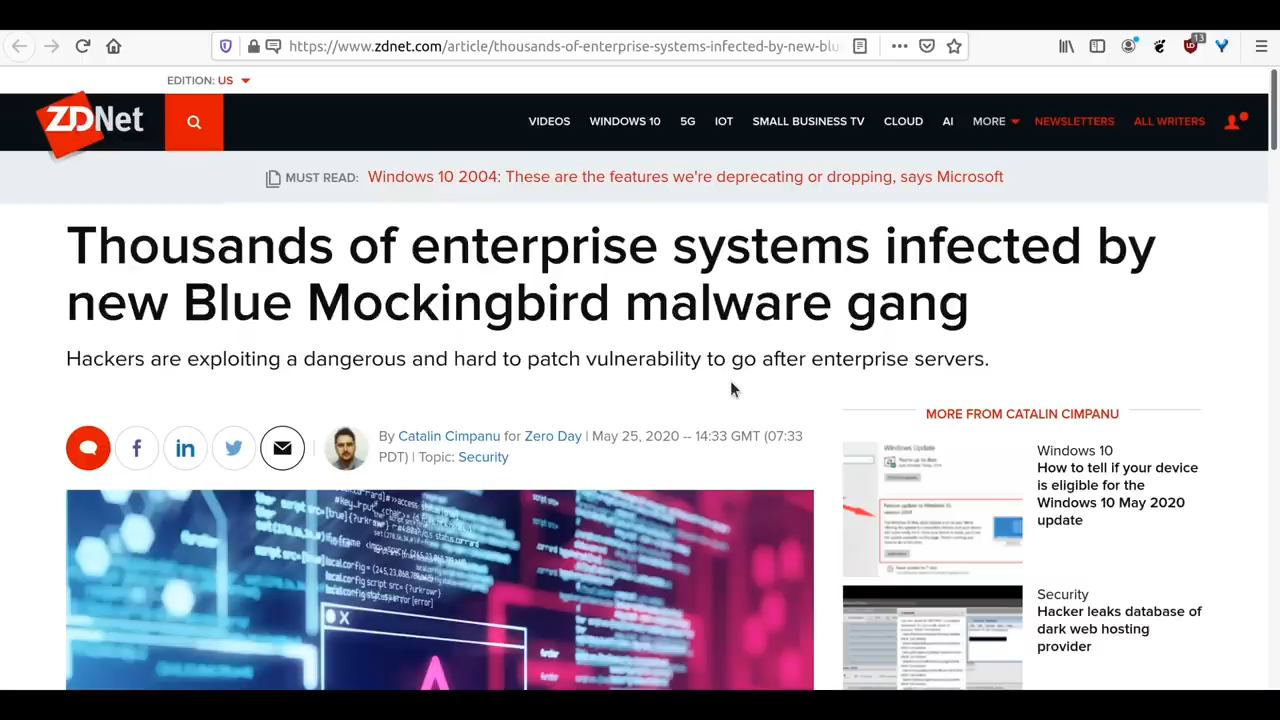 https://www.zdnet.com/article/thousands-of-enterprise-systems-infected-by-new-blu
13
EDITION: US
ZDNet
VIDEOS WINDOWS 10 5G IOT SMALL BUSINESS TV CLOUD AI MORE NEWSLETTERS ALL WRITERS
MUST READ: Windows 10 2004: These are the features we're deprecating or dropping, says Microsoft
Thousands of enterprise systems infected by
new Blue Mockingbird malware gang
Hackers are exploiting a dangerous and hard to patch vulnerability to go after enterprise servers.
By Catalin Cimpanu for Zero Day | May 25, 2020 -- 14:33 GMT (07:33
PDT) | Topic: Security
MORE FROM CATALIN CIMPANU
Windows Update
Windows 10
How to tell if your device
is eligible for the
Windows 10 May 2020
update
Security
Hacker leaks database of
dark web hosting
provider